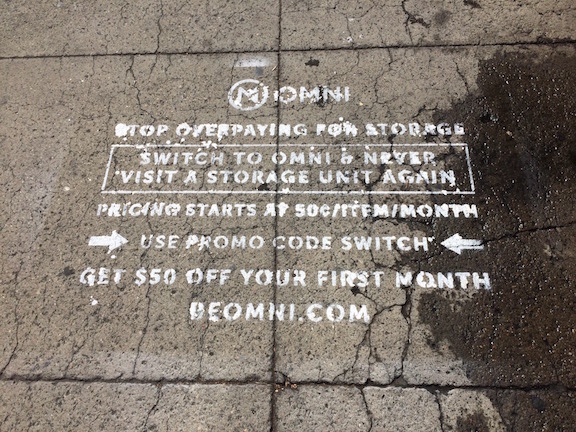 OMNI
STOP OVERPAYING FOR STORAGE
SWITCH TO OMNI & NEVER
VISIT A STORAGE UNIT AGAIN
PRICING STARTS AT 50¢/ITEM/MONTH
USE PROMO CODE SWITCH
GET $50 OFF YOUR FIRST MONTH
BEOMNI.COM